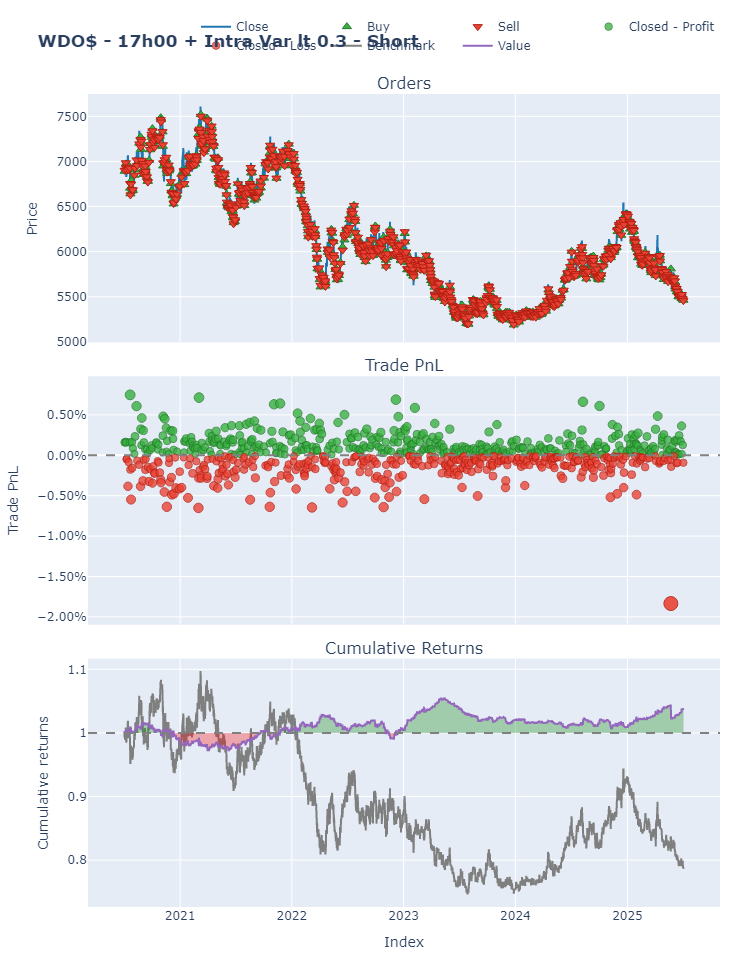 Close
Buy
Sell
Closed - Profit
WDO$ - 17h00 + Intra Var lt 0.3 - Short
Closed - Loss
Benchmark
Value
Orders
7500
7000
6500
6000
5500
5000
Price
Trade PnL
0.50%
0.00%
−0.50%
−1.00%
−1.50%
−2.00%
Trade PnL
Cumulative Returns
1.1
1
0.9
0.8
Cumulative returns
2021
2022
2023
2024
2025
Index